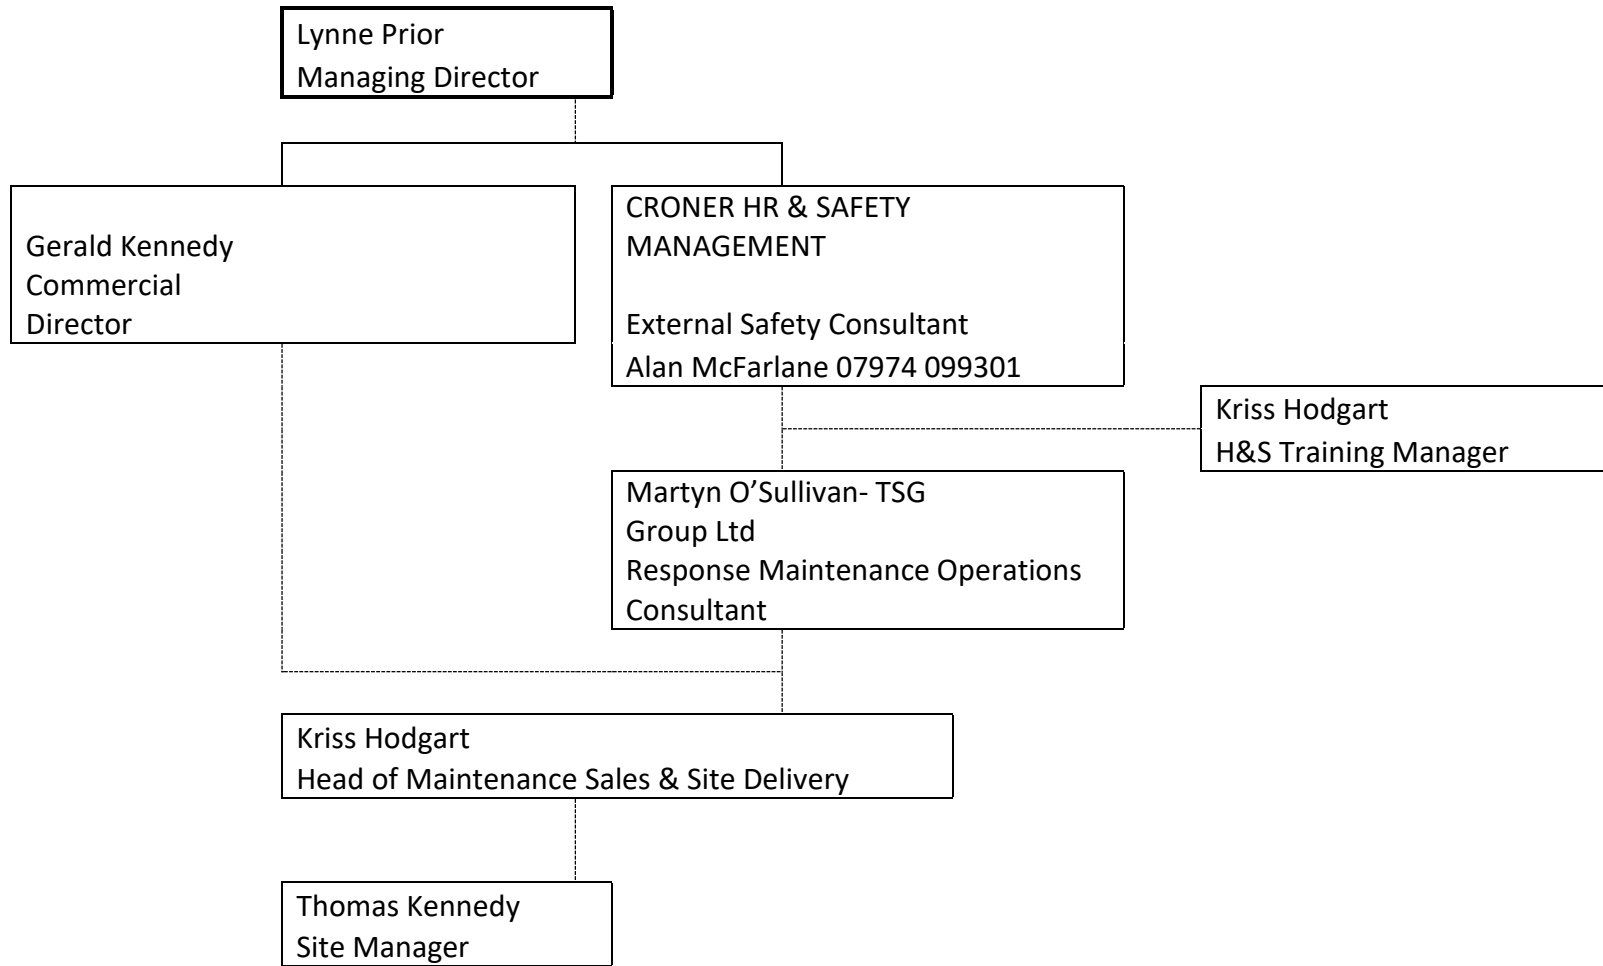 Lynne Prior
Managing Director
Gerald Kennedy
Commercial
Director
CRONER HR & SAFETY
MANAGEMENT
External Safety Consultant
Alan McFarlane 07974 099301
Kriss Hodgart
H&S Training Manager
Martyn O’Sullivan- TSG
Group Ltd
Response Maintenance Operations
Consultant
Kriss Hodgart
Head of Maintenance Sales & Site Delivery
Thomas Kennedy
Site Manager